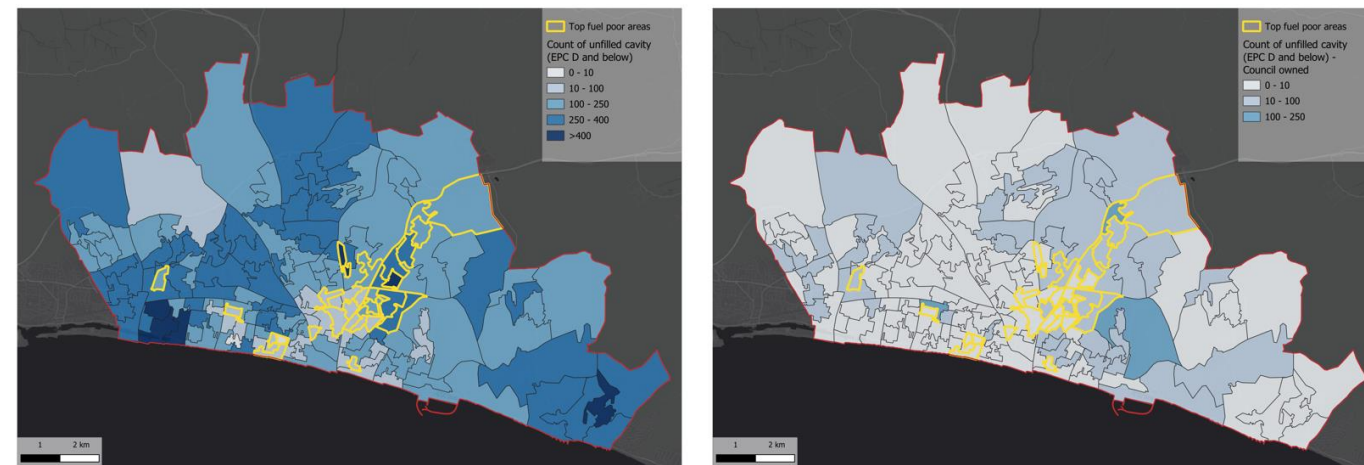 Top fuel poor areas
Count of unfilled cavity
(EPC D and below)
0 - 10
10 - 100
100 - 250
250 - 400
>400
1 2 km
Top fuel poor areas
Count of unfilled cavity
(EPC D and below) -
Council owned
0 - 10
10 - 100
100 - 250
1 2 km